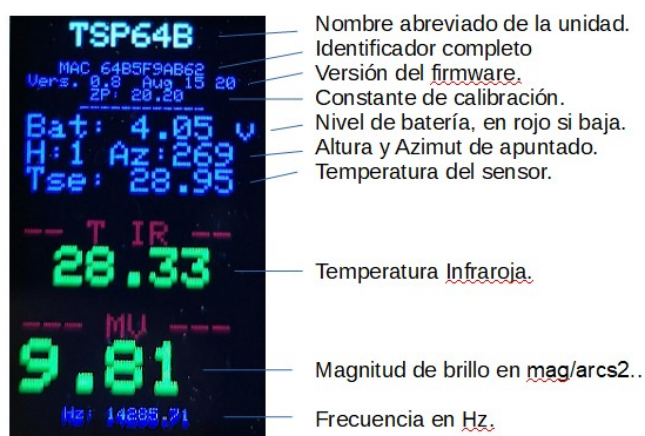 TSP64B
MAC 64B5F9AB62
Vers. 0.8 Aug 15 20
ZP: 20.20
--------------
Bat: 4.05 v
H:1 Az:269
Tse: 28.95
-- T IR --
28.33
--- MV ---
9.81
Hz: 14285.71
Nombre abreviado de la unidad.
Identificador completo
Versión del firmware.
Constante de calibración.
Nivel de batería, en rojo si baja.
Altura y Azimut de apuntado.
Temperatura del sensor.
Temperatura Infraroja.
Magnitud de brillo en mag/arcs2..
Frecuencia en Hz.